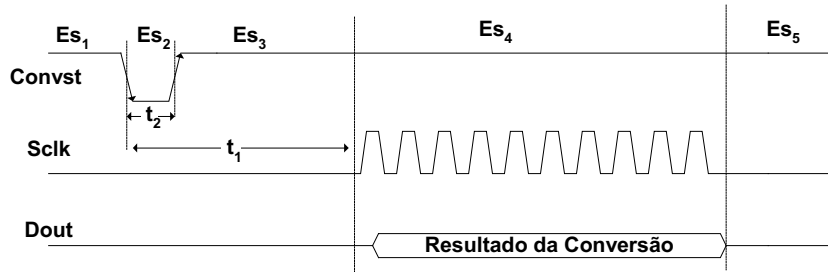 Es₁ Es₂ Es₃ Es₄ Es₅
Convst
t₂
Sclk
t₁
Dout
Resultado da Conversão